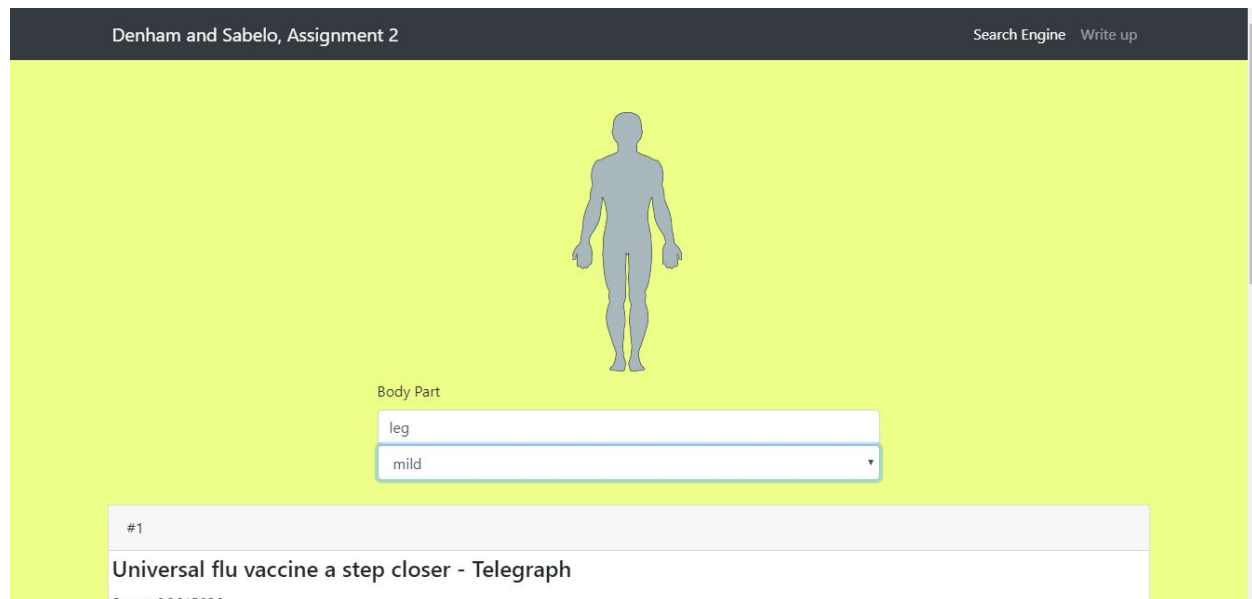 Denham and Sabelo, Assignment 2
Search Engine Write up
Body Part
leg
mild
#1
Universal flu vaccine a step closer - Telegraph